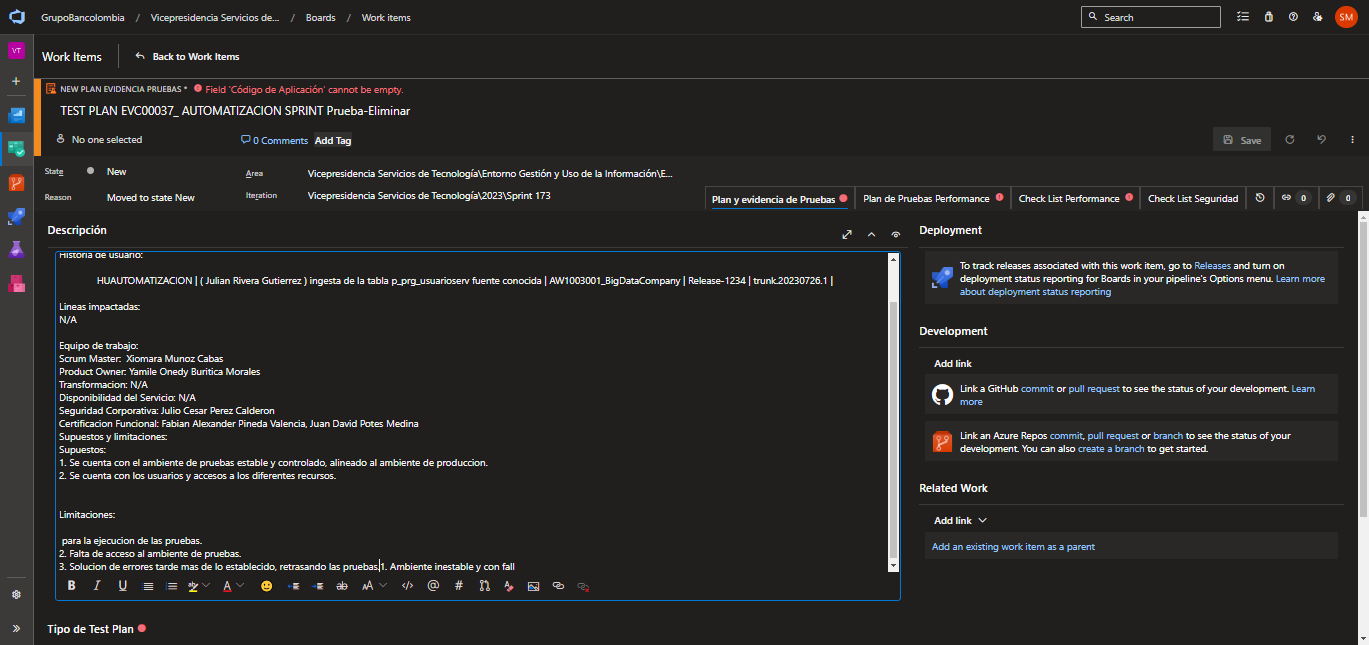 GrupoBancolombia / Vicepresidencia Servicios de... / Boards / Work items
Search
SM
VT
Work Items
Back to Work Items
NEW PLAN EVIDENCIA PRUEBAS * Field 'Código de Aplicación' cannot be empty.
TEST PLAN EVC00037_ AUTOMATIZACION SPRINT Prueba-Eliminar
No one selected
0 Comments
Add Tag
Save
State
New
Area
Vicepresidencia Servicios de Tecnología\Entorno Gestión y Uso de la Información\E...
Reason
Moved to state New
Iteration
Vicepresidencia Servicios de Tecnología\2023\Sprint 173
Plan y evidencia de Pruebas
Plan de Pruebas Performance
Check List Performance
Check List Seguridad
0
0
Descripción
Historia de usuario:
HUAUTOMATIZACION | ( Julian Rivera Gutierrez ) ingesta de la tabla p_prg_usuarioserv fuente conocida | AW1003001_BigDataCompany | Release-1234 | trunk.20230726.1 |
Lineas impactadas:
N/A
Equipo de trabajo:
Scrum Master:  Xiomara Munoz Cabas
Product Owner: Yamile Onedy Buritica Morales
Transformacion: N/A
Disponibilidad del Servicio: N/A
Seguridad Corporativa: Julio Cesar Perez Calderon
Certificacion Funcional: Fabian Alexander Pineda Valencia, Juan David Potes Medina
Supuestos y limitaciones:
Supuestos:
1. Se cuenta con el ambiente de pruebas estable y controlado, alineado al ambiente de produccion.
2. Se cuenta con los usuarios y accesos a los diferentes recursos.
Limitaciones:
para la ejecucion de las pruebas.
2. Falta de acceso al ambiente de pruebas.
3. Solucion de errores tarde mas de lo establecido, retrasando las pruebas.1. Ambiente inestable y con fall
Tipo de Test Plan
Deployment
To track releases associated with this work item, go to Releases and turn on
deployment status reporting for Boards in your pipeline's Options menu. Learn more
about deployment status reporting
Development
Add link
Link a GitHub commit or pull request to see the status of your development. Learn
more
Link an Azure Repos commit, pull request or branch to see the status of your
development. You can also create a branch to get started.
Related Work
Add link
Add an existing work item as a parent